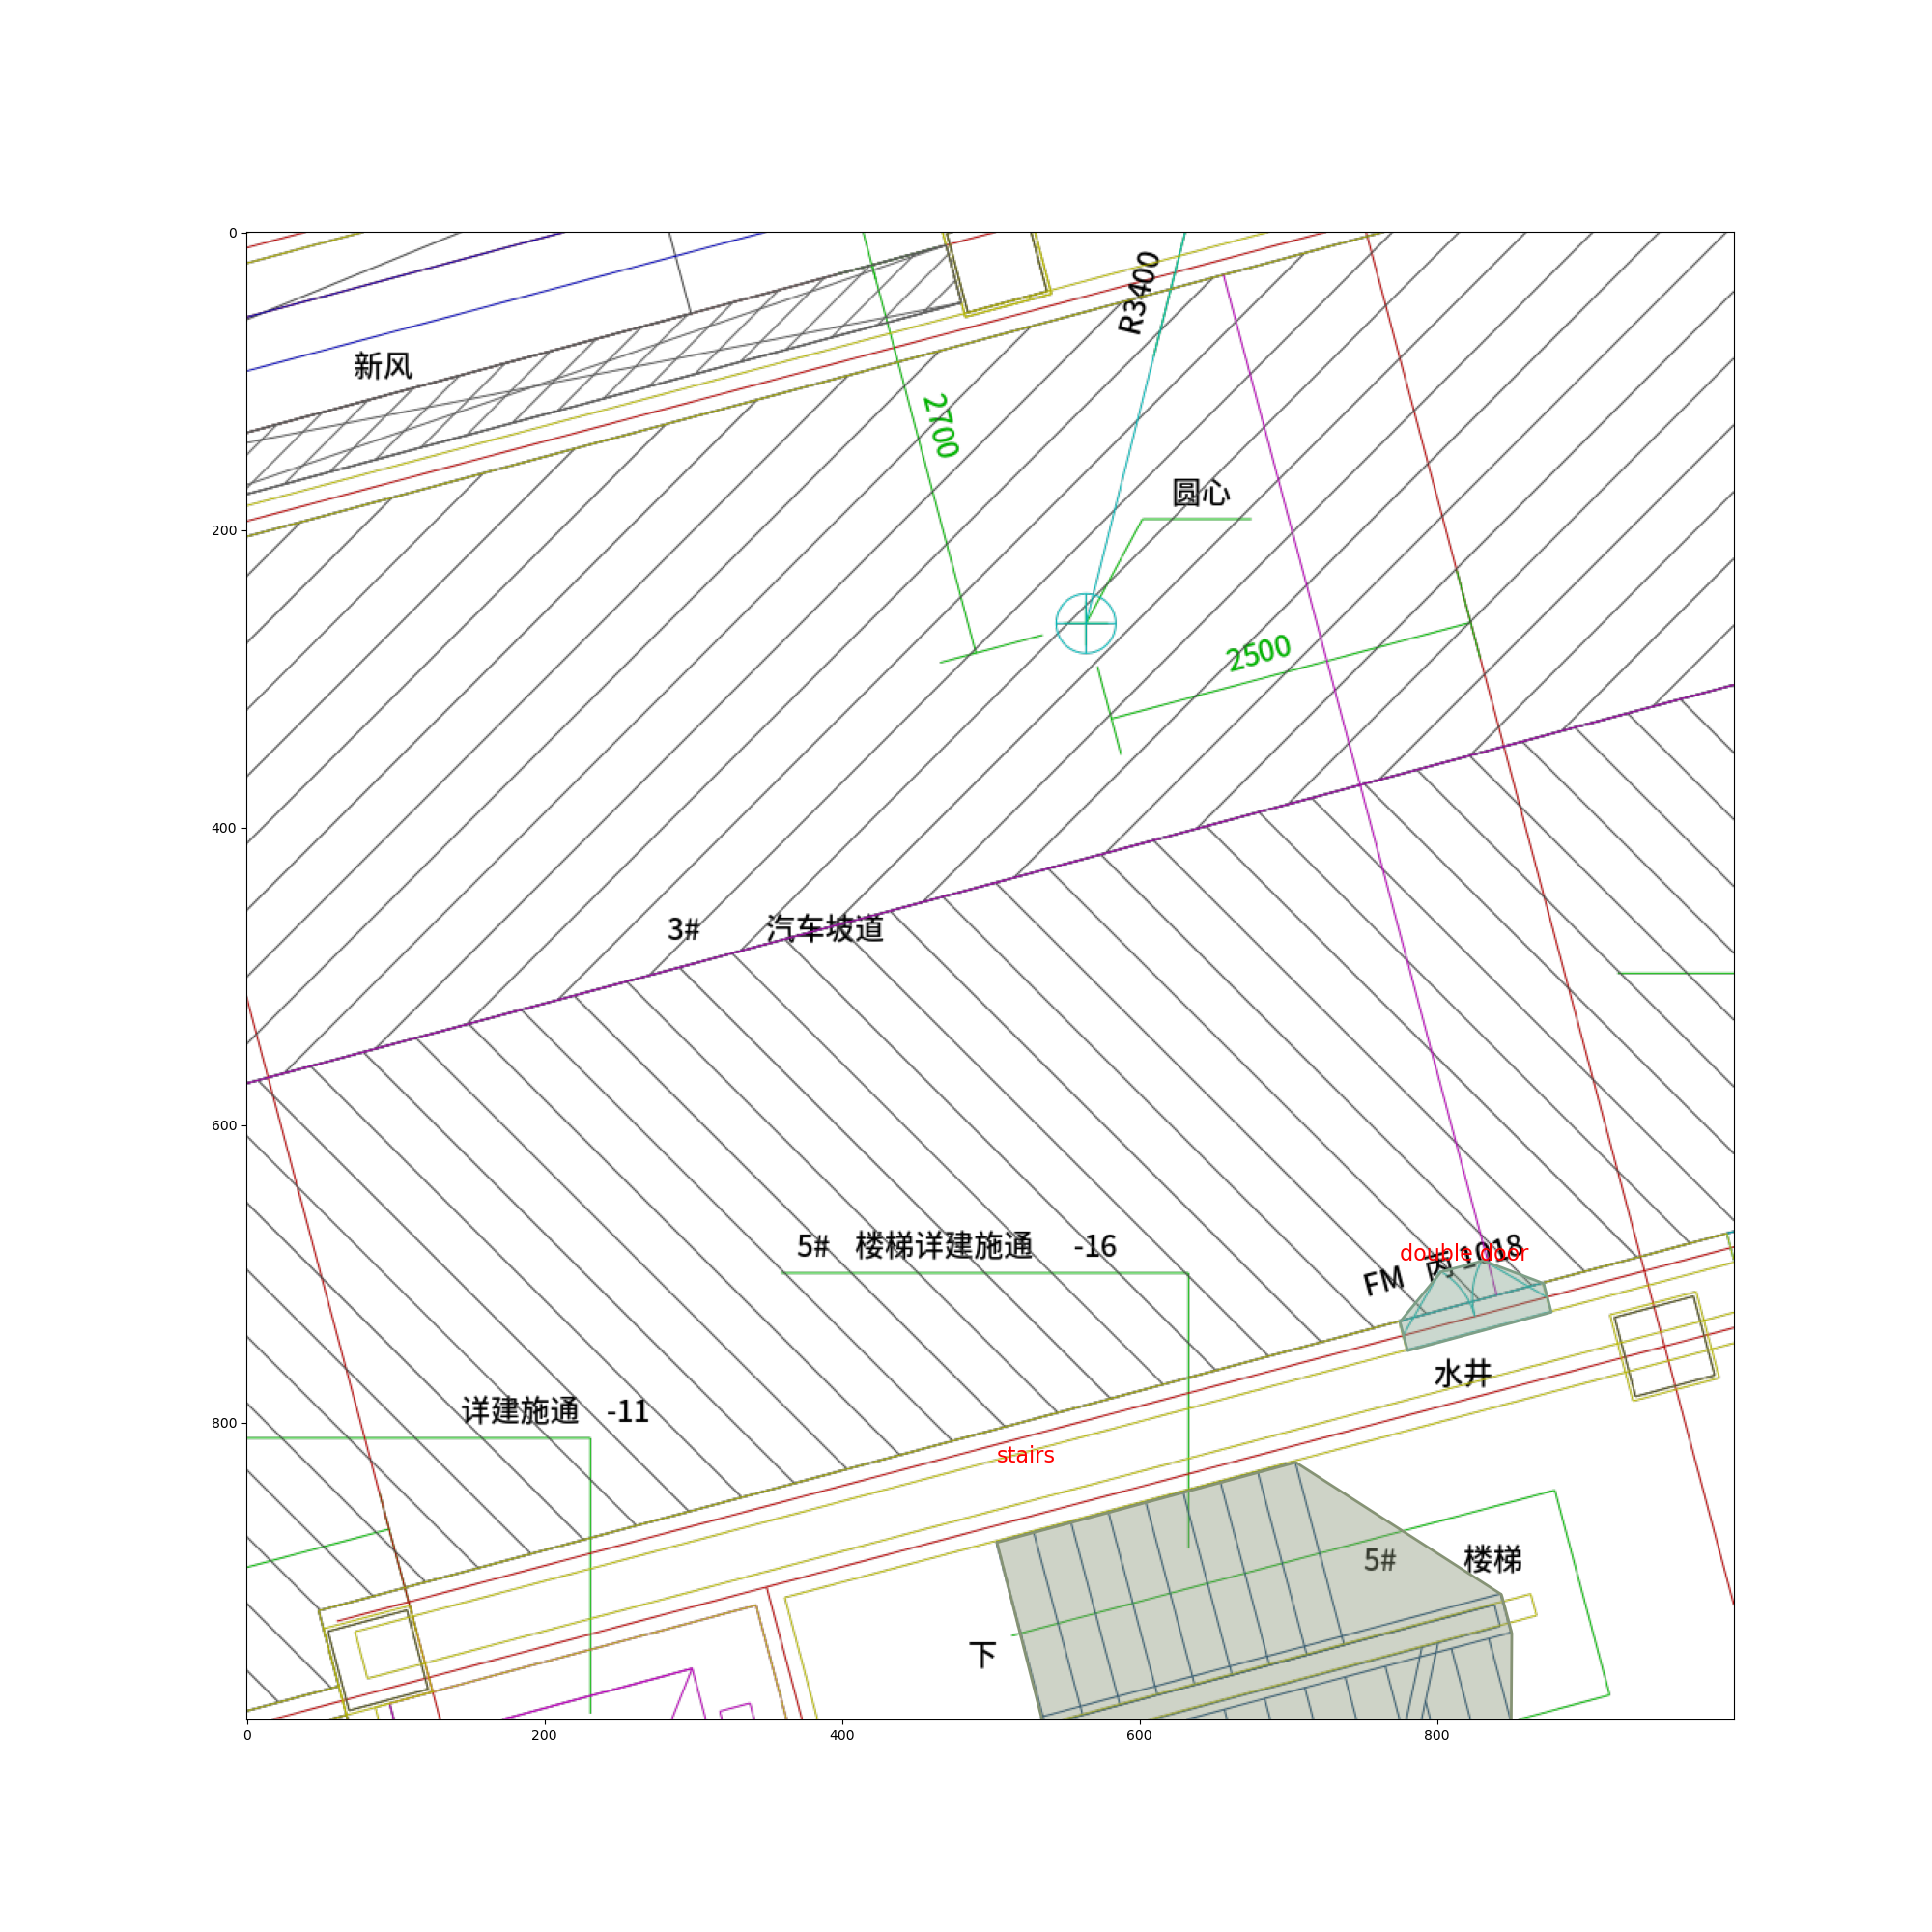 0
R3400
新风
2700
圆心
200
2500
400
3# 汽车坡道
600
5# 楼梯详建施通 -16
double door
FM 丙 1018
水井
详建施通 -11
800
stairs
5# 楼梯
下
0 200 400 600 800